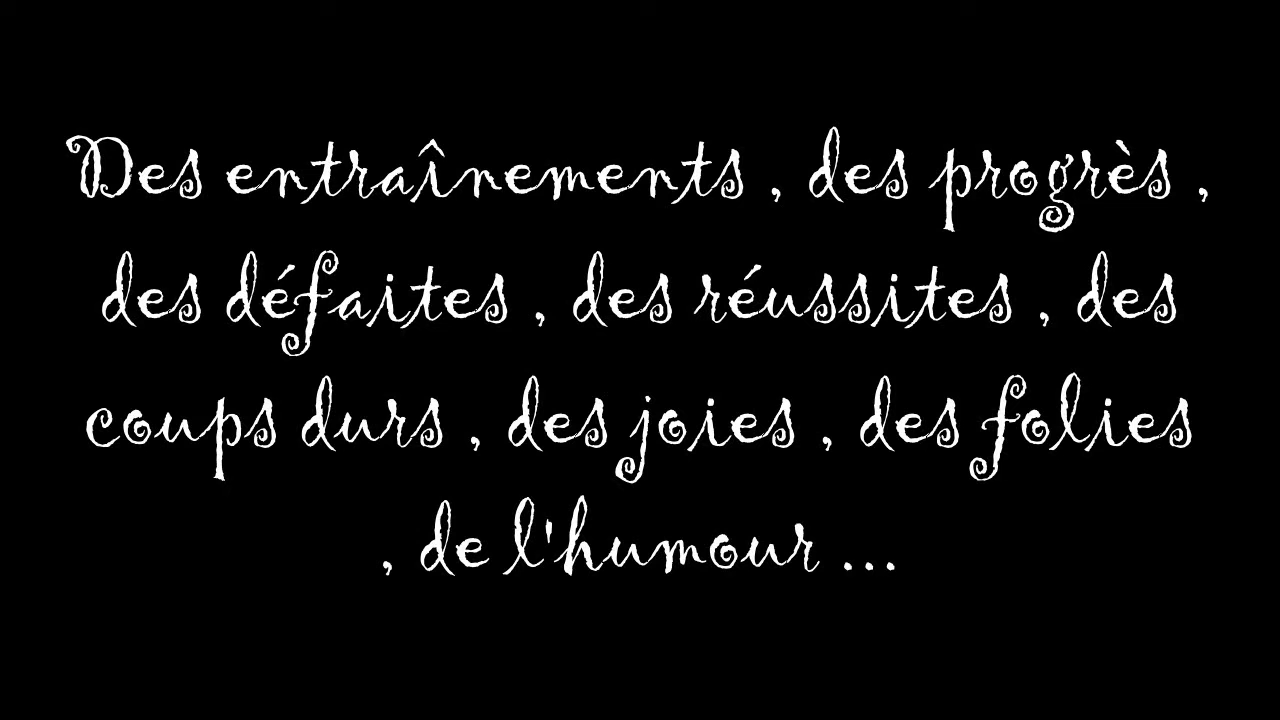 Des entraînements , des progrès ,
des défaites , des réussites , des
coups durs , des joies , des folies
, de l'humour ...